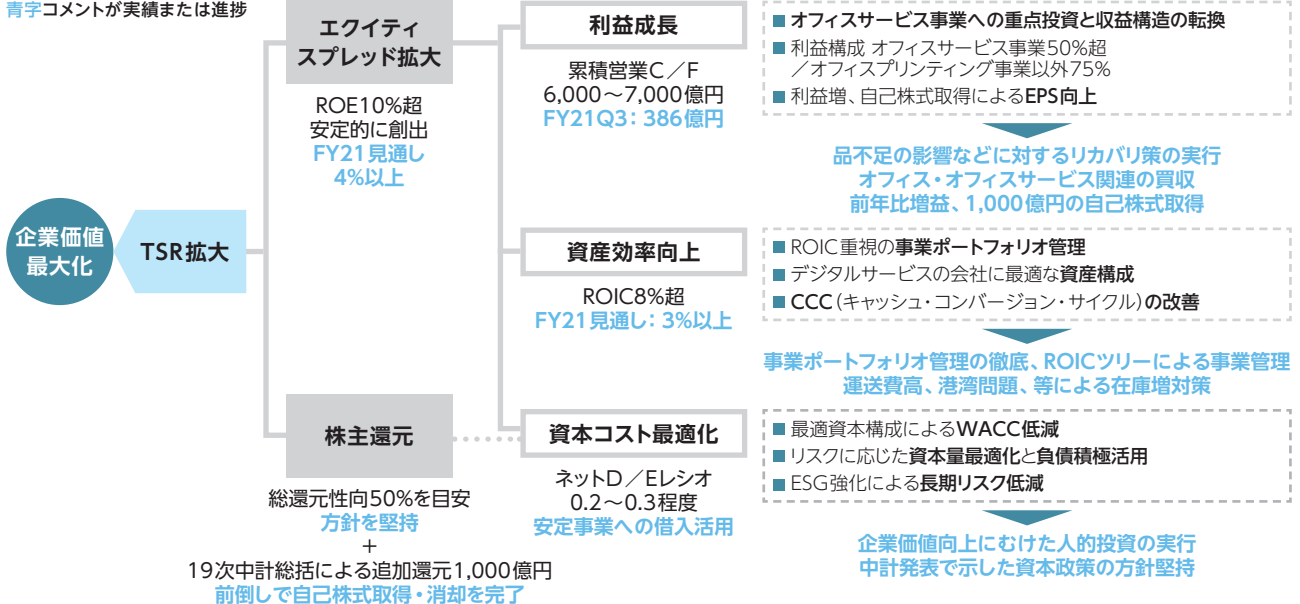 青字コメントが実績または進捗
企業価値
最大化
TSR拡大
エクイティ
スプレッド拡大
ROE10%超
安定的に創出
FY21見通し
4%以上
株主還元
総還元性向50%を目安
方針を堅持
+
19次中計総括による追加還元1,000億円
前倒しで自己株式取得・消却を完了
利益成長
累積営業C／F
6,000～7,000億円
FY21Q3：386億円
■ オフィスサービス事業への重点投資と収益構造の転換
■ 利益構成 オフィスサービス事業50%超
／オフィスプリンティング事業以外75%
■ 利益増、自己株式取得によるEPS向上
品不足の影響などに対するリカバリ策の実行
オフィス・オフィスサービス関連の買収
前年比増益、1,000億円の自己株式取得
資産効率向上
ROIC8%超
FY21見通し：3%以上
■ ROIC重視の事業ポートフォリオ管理
■ デジタルサービスの会社に最適な資産構成
■ CCC（キャッシュ・コンバージョン・サイクル）の改善
事業ポートフォリオ管理の徹底、ROICツリーによる事業管理
運送費高、港湾問題、等による在庫増対策
資本コスト最適化
ネットD／Eレシオ
0.2～0.3程度
安定事業への借入活用
■ 最適資本構成によるWACC低減
■ リスクに応じた資本量最適化と負債積極活用
■ ESG強化による長期リスク低減
企業価値向上にむけた人的投資の実行
中計発表で示した資本政策の方針堅持